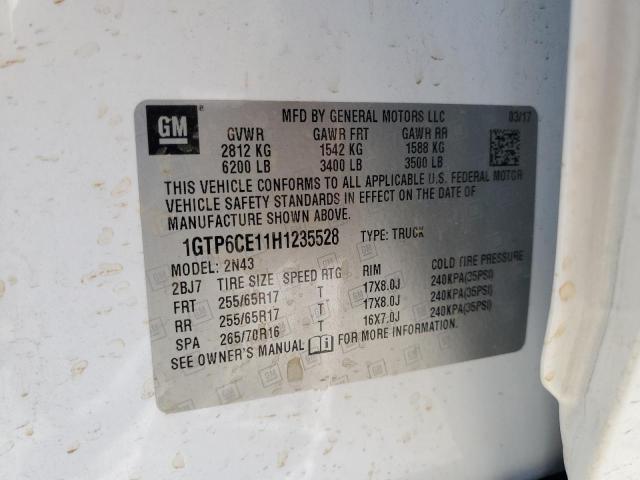 GM
MFD BY GENERAL MOTORS LLC 03/17
GVWR GAWR FRT GAWR RR
2812 KG 1542 KG 1588 KG
6200 LB 3400 LB 3500 LB
THIS VEHICLE CONFORMS TO ALL APPLICABLE U.S. FEDERAL MOTOR
VEHICLE SAFETY STANDARDS IN EFFECT ON THE DATE OF
MANUFACTURE SHOWN ABOVE.
1GTP6CE11H1235528 TYPE: TRUCK
MODEL: 2N43
2BJ7 TIRE SIZE SPEED RTG RIM COLD TIRE PRESSURE
FRT 255/65R17 T 17X8.0J 240KPA(35PSI)
RR 255/65R17 T 17X8.0J 240KPA(35PSI)
SPA 265/70R16 T 16X7.0J 240KPA(35PSI)
SEE OWNER'S MANUAL FOR MORE INFORMATION.